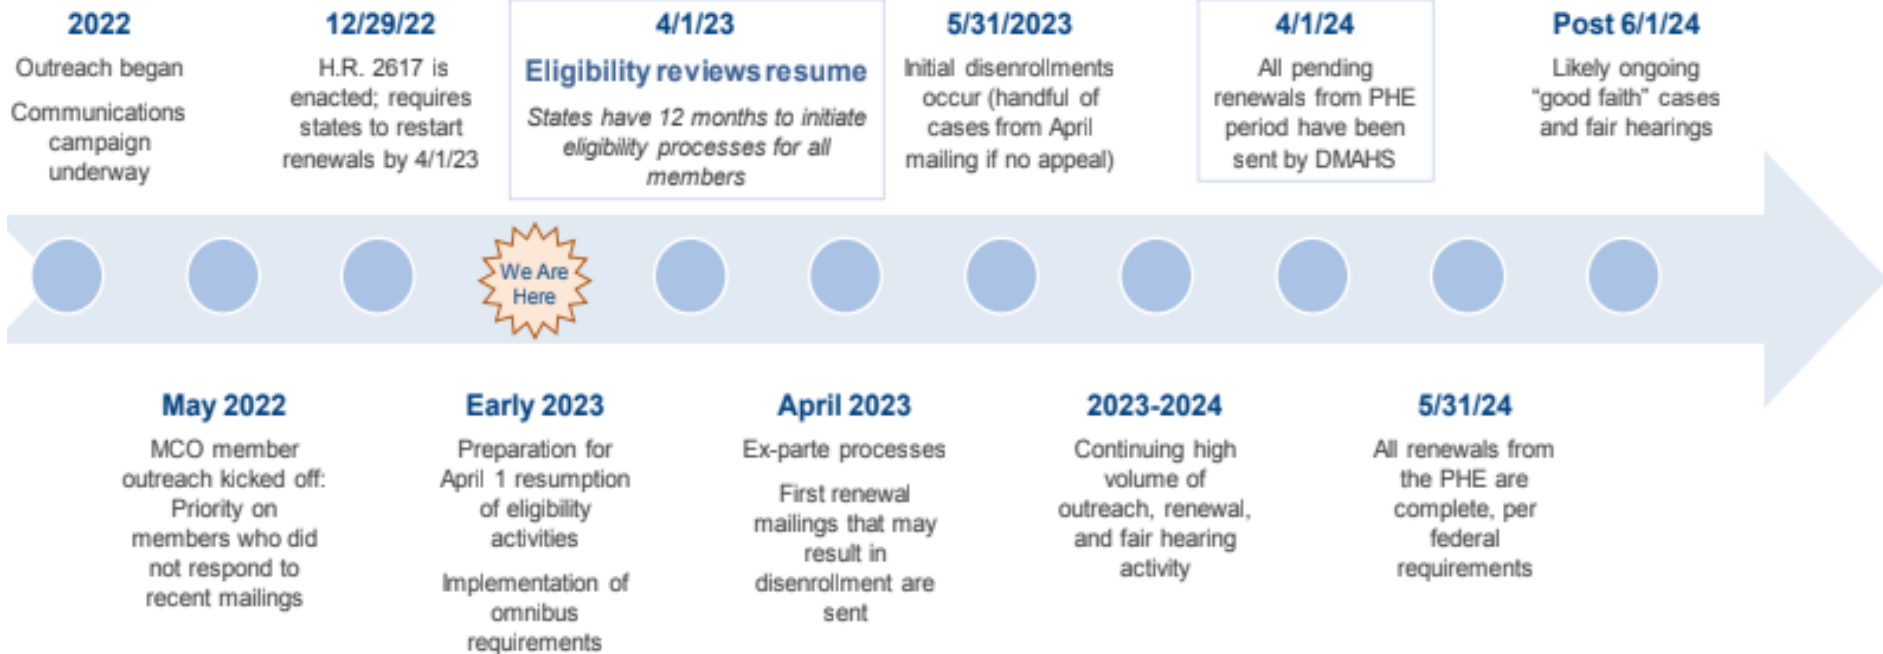 2022
Outreach began
Communications
campaign
underway
12/29/22
H.R. 2617 is
enacted; requires
states to restart
renewals by 4/1/23
4/1/23
Eligibility reviews resume
States have 12 months to initiate
eligibility processes for all
members
5/31/2023
Initial disenrollments
occur (handful of
cases from April
mailing if no appeal)
4/1/24
All pending
renewals from PHE
period have been
sent by DMAHS
Post 6/1/24
Likely ongoing
“good faith” cases
and fair hearings
We Are
Here
May 2022
MCO member
outreach kicked off:
Priority on
members who did
not respond to
recent mailings
Early 2023
Preparation for
April 1 resumption
of eligibility
activities
Implementation of
omnibus
requirements
April 2023
Ex-parte processes
First renewal
mailings that may
result in
disenrollment are
sent
2023-2024
Continuing high
volume of
outreach, renewal,
and fair hearing
activity
5/31/24
All renewals from
the PHE are
complete, per
federal
requirements